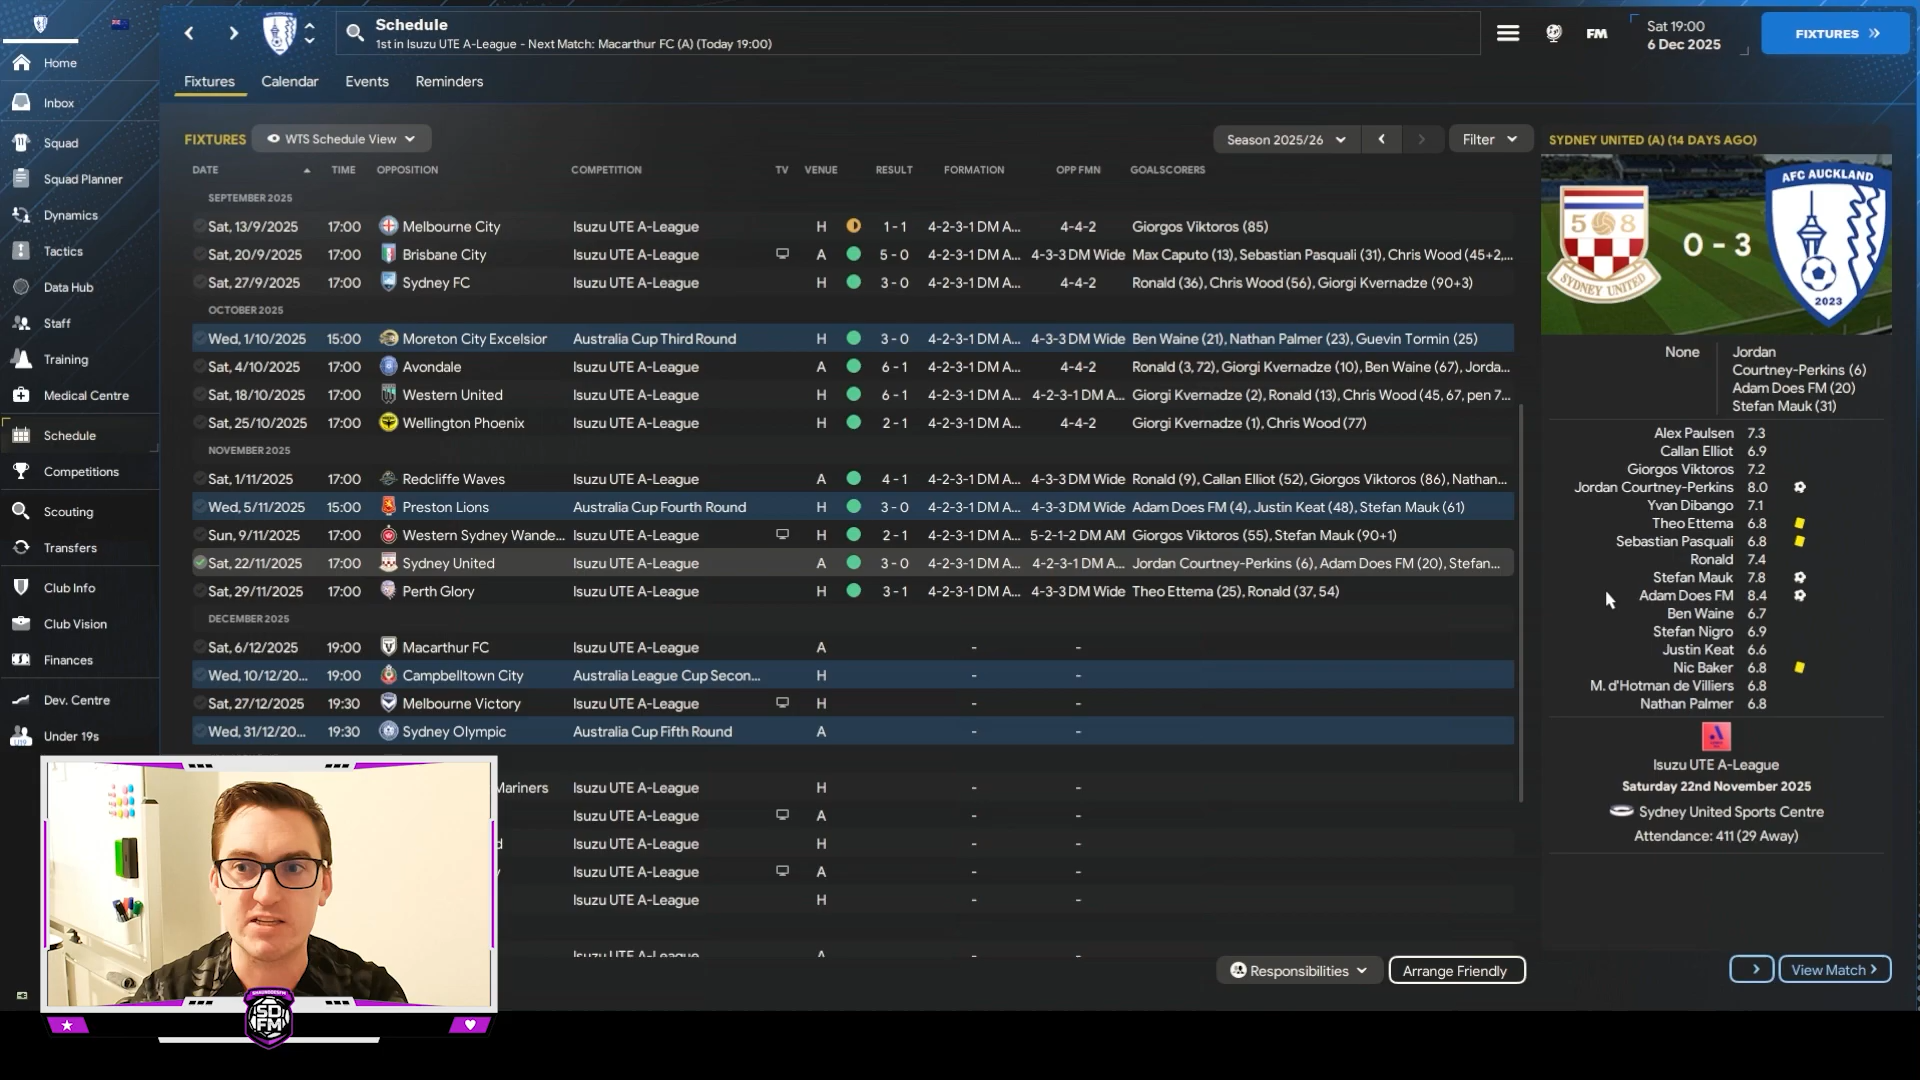 Schedule
1st in Isuzu UTE A-League - Next Match: Macarthur FC (A) (Today 19:00)
FM
Sat 19:00
6 Dec 2025
FIXTURES
Home
Inbox
Squad
Squad Planner
Dynamics
Tactics
Data Hub
Staff
Training
Medical Centre
Schedule
Competitions
Scouting
Transfers
Club Info
Club Vision
Finances
Dev. Centre
Under 19s
Fixtures Calendar Events Reminders
FIXTURES WTS Schedule View Season 2025/26 Filter
DATE TIME OPPOSITION COMPETITION TV VENUE RESULT FORMATION OPP FMN GOALSCORERS
SEPTEMBER 2025
Sat, 13/9/2025 17:00 Melbourne City Isuzu UTE A-League H 1 - 1 4-2-3-1 DM A... 4-4-2 Giorgos Viktoros (85)
Sat, 20/9/2025 17:00 Brisbane City Isuzu UTE A-League A 5 - 0 4-2-3-1 DM A... 4-3-3 DM Wide Max Caputo (13), Sebastian Pasquali (31), Chris Wood (45+2,...
Sat, 27/9/2025 17:00 Sydney FC Isuzu UTE A-League H 3 - 0 4-2-3-1 DM A... 4-4-2 Ronald (36), Chris Wood (56), Giorgi Kvernadze (90+3)
OCTOBER 2025
Wed, 1/10/2025 15:00 Moreton City Excelsior Australia Cup Third Round H 3 - 0 4-2-3-1 DM A... 4-3-3 DM Wide Ben Waine (21), Nathan Palmer (23), Guevin Tormin (25)
Sat, 4/10/2025 17:00 Avondale Isuzu UTE A-League A 6 - 1 4-2-3-1 DM A... 4-4-2 Ronald (3, 72), Giorgi Kvernadze (10), Ben Waine (67), Jorda...
Sat, 18/10/2025 17:00 Western United Isuzu UTE A-League H 6 - 1 4-2-3-1 DM A... 4-2-3-1 DM A... Giorgi Kvernadze (2), Ronald (13), Chris Wood (45, 67, pen 7...
Sat, 25/10/2025 17:00 Wellington Phoenix Isuzu UTE A-League H 2 - 1 4-2-3-1 DM A... 4-4-2 Giorgi Kvernadze (1), Chris Wood (77)
NOVEMBER 2025
Sat, 1/11/2025 17:00 Redcliffe Waves Isuzu UTE A-League A 4 - 1 4-2-3-1 DM A... 4-3-3 DM Wide Ronald (9), Callan Elliot (52), Giorgos Viktoros (86), Nathan...
Wed, 5/11/2025 15:00 Preston Lions Australia Cup Fourth Round H 3 - 0 4-2-3-1 DM A... 4-3-3 DM Wide Adam Does FM (4), Justin Keat (48), Stefan Mauk (61)
Sun, 9/11/2025 17:00 Western Sydney Wande... Isuzu UTE A-League H 2 - 1 4-2-3-1 DM A... 5-2-1-2 DM AM Giorgos Viktoros (55), Stefan Mauk (90+1)
Sat, 22/11/2025 17:00 Sydney United Isuzu UTE A-League A 3 - 0 4-2-3-1 DM A... 4-2-3-1 DM A... Jordan Courtney-Perkins (6), Adam Does FM (20), Stefan...
Sat, 29/11/2025 17:00 Perth Glory Isuzu UTE A-League H 3 - 1 4-2-3-1 DM A... 4-3-3 DM Wide Theo Ettema (25), Ronald (37, 54)
DECEMBER 2025
Sat, 6/12/2025 19:00 Macarthur FC Isuzu UTE A-League A - -
Wed, 10/12/20... 19:00 Campbelltown City Australia League Cup Secon... H - -
Sat, 27/12/2025 19:30 Melbourne Victory Isuzu UTE A-League H - -
Wed, 31/12/20... 19:30 Sydney Olympic Australia Cup Fifth Round A - -
Mariners Isuzu UTE A-League H - -
Isuzu UTE A-League A - -
d Isuzu UTE A-League H - -
y Isuzu UTE A-League A - -
Isuzu UTE A-League H - -
Isuzu UTE A-League A - -
Responsibilities Arrange Friendly
SYDNEY UNITED (A) (14 DAYS AGO)
5 8
SYDNEY UNITED
0 - 3
AFC AUCKLAND
2023
None
Jordan
Courtney-Perkins (6)
Adam Does FM (20)
Stefan Mauk (31)
Alex Paulsen 7.3
Callan Elliot 6.9
Giorgos Viktoros 7.2
Jordan Courtney-Perkins 8.0
Yvan Dibango 7.1
Theo Ettema 6.8
Sebastian Pasquali 6.8
Ronald 7.4
Stefan Mauk 7.8
Adam Does FM 8.4
Ben Waine 6.7
Stefan Nigro 6.9
Justin Keat 6.6
Nic Baker 6.8
M. d'Hotman de Villiers 6.8
Nathan Palmer 6.8
Isuzu UTE A-League
Saturday 22nd November 2025
Sydney United Sports Centre
Attendance: 411 (29 Away)
View Match
SD
FM